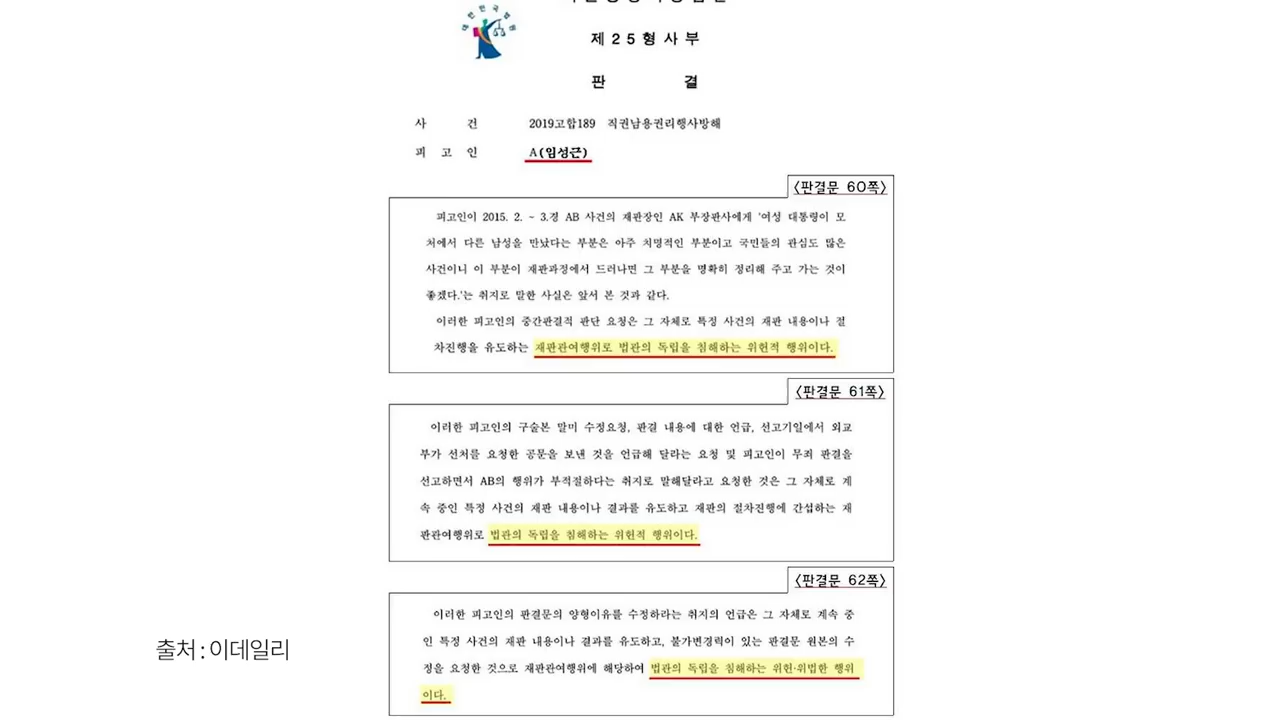 제25형사부
판 결
사 건 2019고합189 직권남용권리행사방해
피 고 인 A(임성근)
〈판결문 60쪽〉
피고인이 2015. 2. ~ 3.경 AB 사건의 재판장인 AK 부장판사에게 '여성 대통령이 모
처에서 다른 남성을 만났다는 부분은 아주 치명적인 부분이고 국민들의 관심도 많은
사건이니 이 부분이 재판과정에서 드러나면 그 부분을 명확히 정리해 주고 가는 것이
좋겠다.'는 취지로 말한 사실은 앞서 본 것과 같다.
이러한 피고인의 중간판결적 판단 요청은 그 자체로 특정 사건의 재판 내용이나 절
차진행을 유도하는 재판관여행위로 법관의 독립을 침해하는 위헌적 행위이다.
〈판결문 61쪽〉
이러한 피고인의 구술본 말미 수정요청, 판결 내용에 대한 언급, 선고기일에서 외교
부가 선처를 요청한 공문을 보낸 것을 언급해 달라는 요청 및 피고인이 무죄 판결을
선고하면서 AB의 행위가 부적절하다는 취지로 말해달라고 요청한 것은 그 자체로 계
속 중인 특정 사건의 재판 내용이나 결과를 유도하고 재판의 절차진행에 간섭하는 재
판관여행위로 법관의 독립을 침해하는 위헌적 행위이다.
〈판결문 62쪽〉
이러한 피고인의 판결문의 양형이유를 수정하라는 취지의 언급은 그 자체로 계속 중
인 특정 사건의 재판 내용이나 결과를 유도하고, 불가변경력이 있는 판결문 원본의 수
정을 요청한 것으로 재판관여행위에 해당하여 법관의 독립을 침해하는 위헌·위법한 행위
이다.
출처 : 이데일리